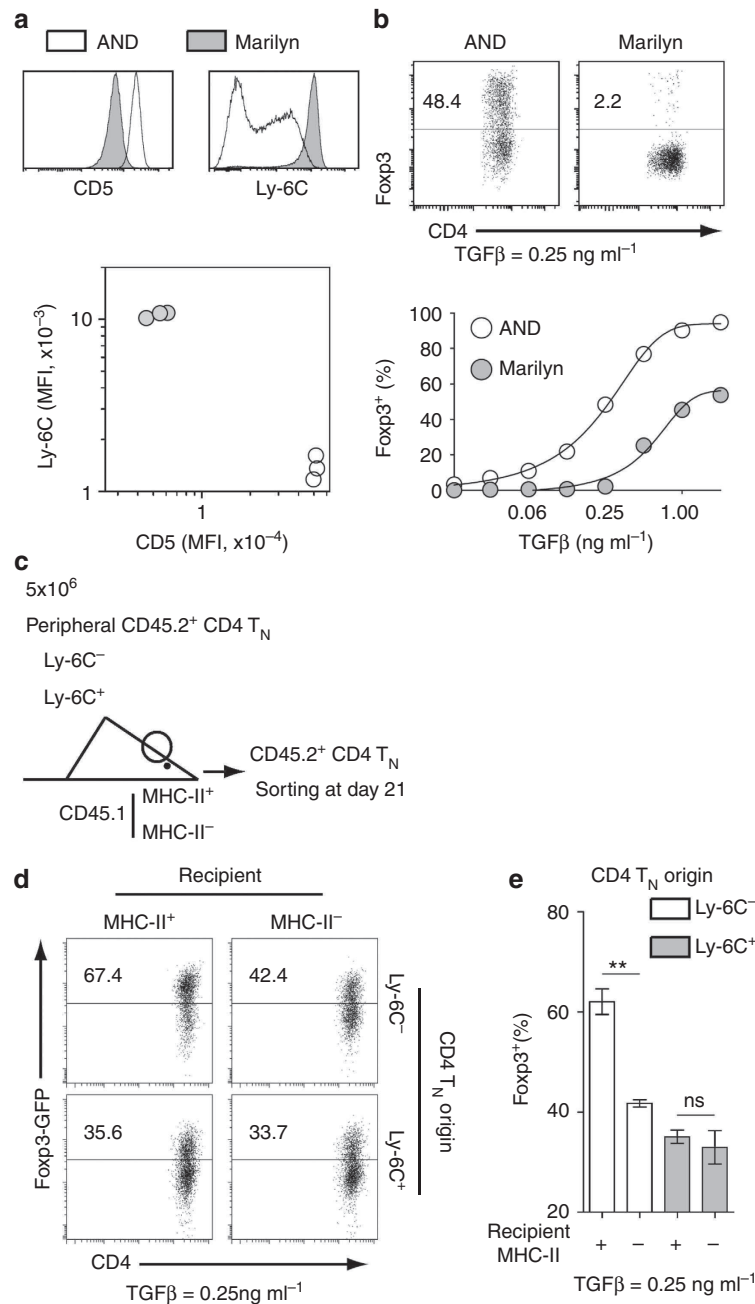 a
AND
Marilyn
CD5
Ly-6C
Ly-6C (MFI, x10⁻³)
10
1
1
CD5 (MFI, x10⁻⁴)
b
AND
Marilyn
48.4
2.2
Foxp3
CD4
TGFβ = 0.25 ng ml⁻¹
Foxp3⁺ (%)
100
80
60
40
20
0
AND
Marilyn
0.06
0.25
1.00
TGFβ (ng ml⁻¹)
c
5x10⁶
Peripheral CD45.2⁺ CD4 T_N
Ly-6C⁻
Ly-6C⁺
CD45.2⁺ CD4 T_N
Sorting at day 21
CD45.1
MHC-II⁺
MHC-II⁻
d
Recipient
MHC-II⁺
MHC-II⁻
67.4
42.4
35.6
33.7
Ly-6C⁻
Ly-6C⁺
CD4 T_N origin
Foxp3-GFP
CD4
TGFβ = 0.25ng ml⁻¹
e
CD4 T_N origin
Ly-6C⁻
Ly-6C⁺
Foxp3⁺(%)
80
60
40
20
**
ns
Recipient
MHC-II
+ − + −
TGFβ = 0.25 ng ml⁻¹